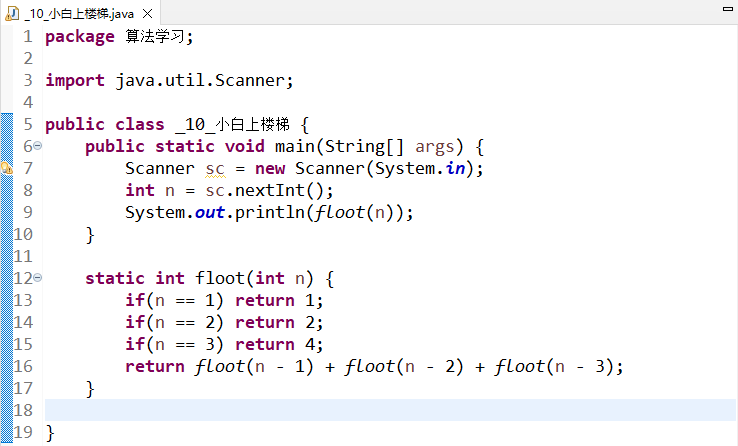 _10_小白上楼梯.java
1 package 算法学习;
2
3 import java.util.Scanner;
4
5 public class _10_小白上楼梯 {
6 public static void main(String[] args) {
7 Scanner sc = new Scanner(System.in);
8 int n = sc.nextInt();
9 System.out.println(floot(n));
10 }
11
12 static int floot(int n) {
13 if(n == 1) return 1;
14 if(n == 2) return 2;
15 if(n == 3) return 4;
16 return floot(n - 1) + floot(n - 2) + floot(n - 3);
17 }
18
19 }